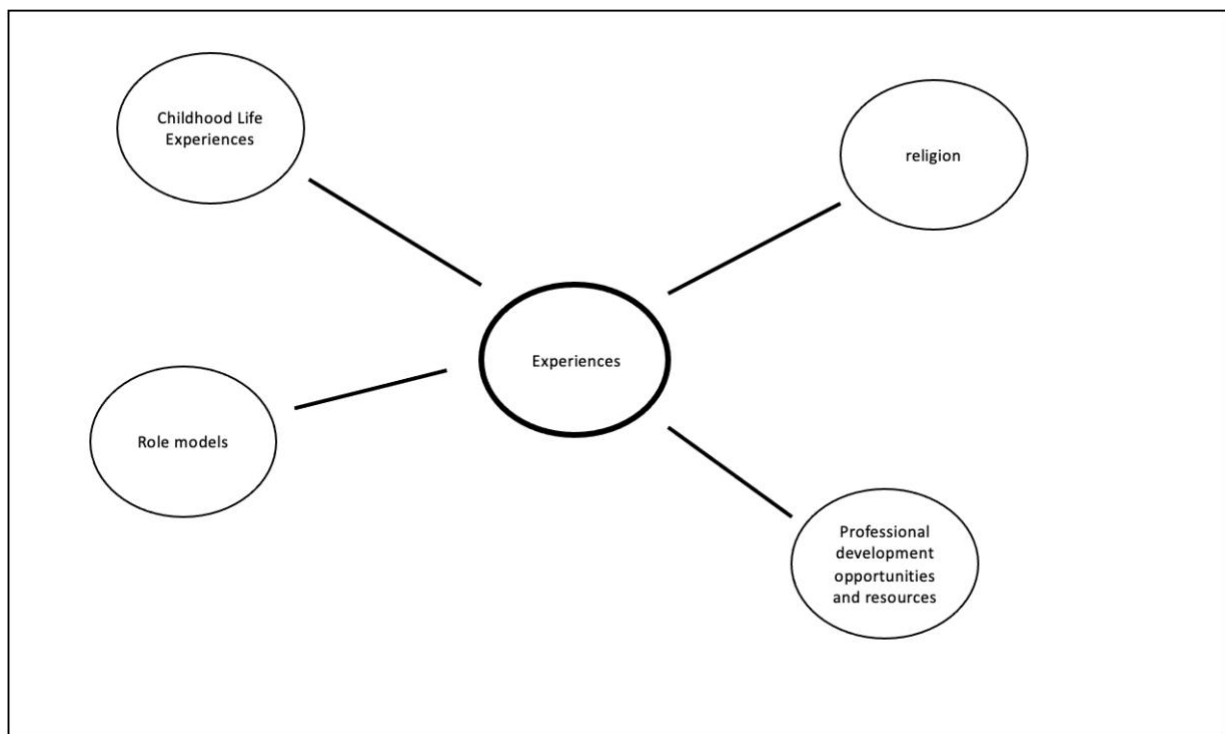 Childhood Life
Experiences
religion
Experiences
Role models
Professional
development
opportunities
and resources